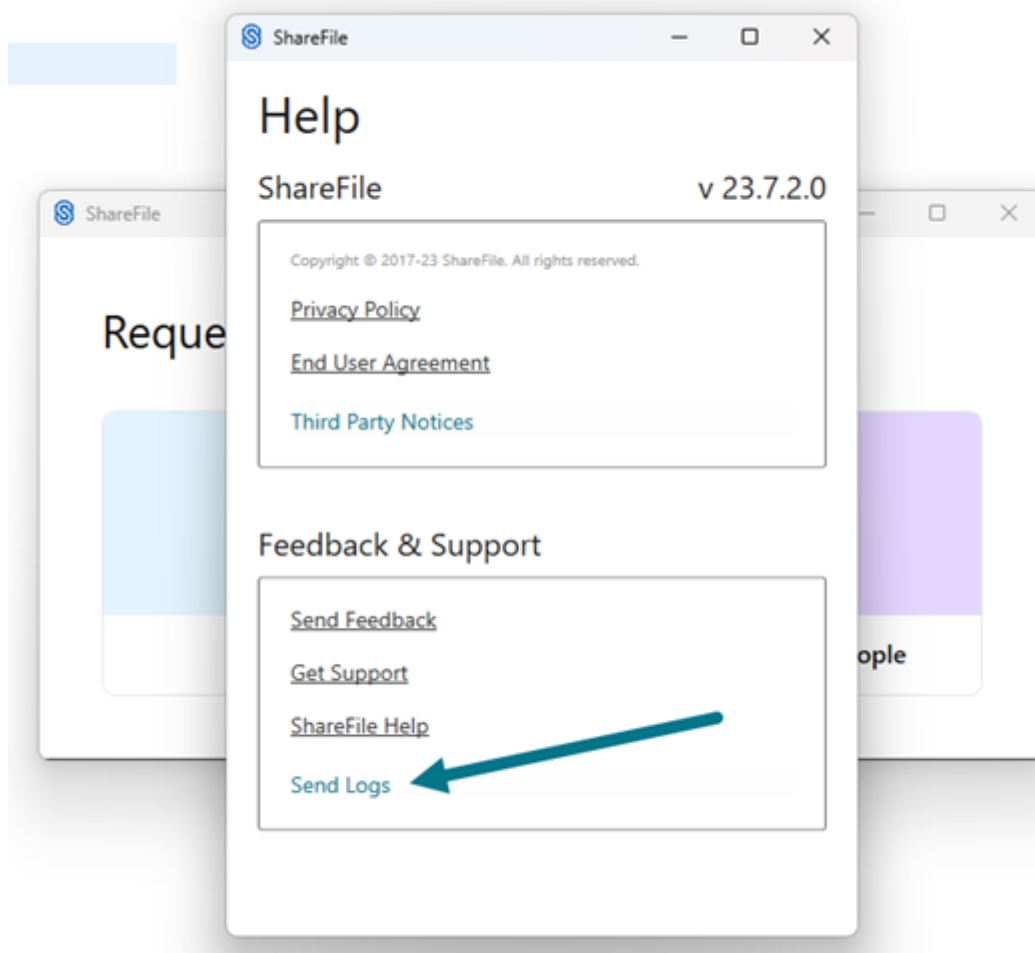 ShareFile
Help
ShareFile v 23.7.2.0
Copyright © 2017-23 ShareFile. All rights reserved.
Privacy Policy
End User Agreement
Third Party Notices
Feedback & Support
Send Feedback
Get Support
ShareFile Help
Send Logs
ShareFile
Reque
ople